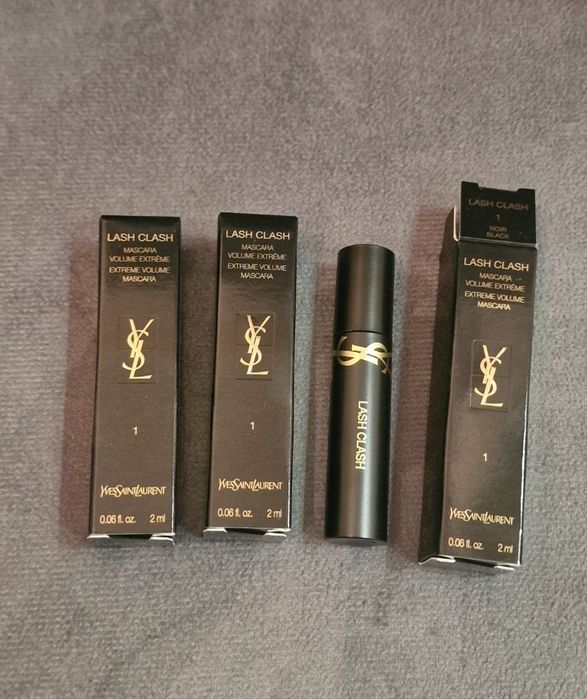 LASH CLASH
MASCARA
VOLUME EXTRÊME
EXTREME VOLUME
MASCARA
YSL
1
YVESSAINTLAURENT
0.06 fl. oz. 2 ml
LASH CLASH
MASCARA
VOLUME EXTRÊME
EXTREME VOLUME
MASCARA
YSL
1
YVESSAINTLAURENT
0.06 fl. oz. 2 ml
YSL
LASH CLASH
LASH CLASH
1
NOIR
BLACK
LASH CLASH
MASCARA
VOLUME EXTRÊME
EXTREME VOLUME
MASCARA
YSL
1
YVESSAINTLAURENT
0.06 fl. oz. 2 ml